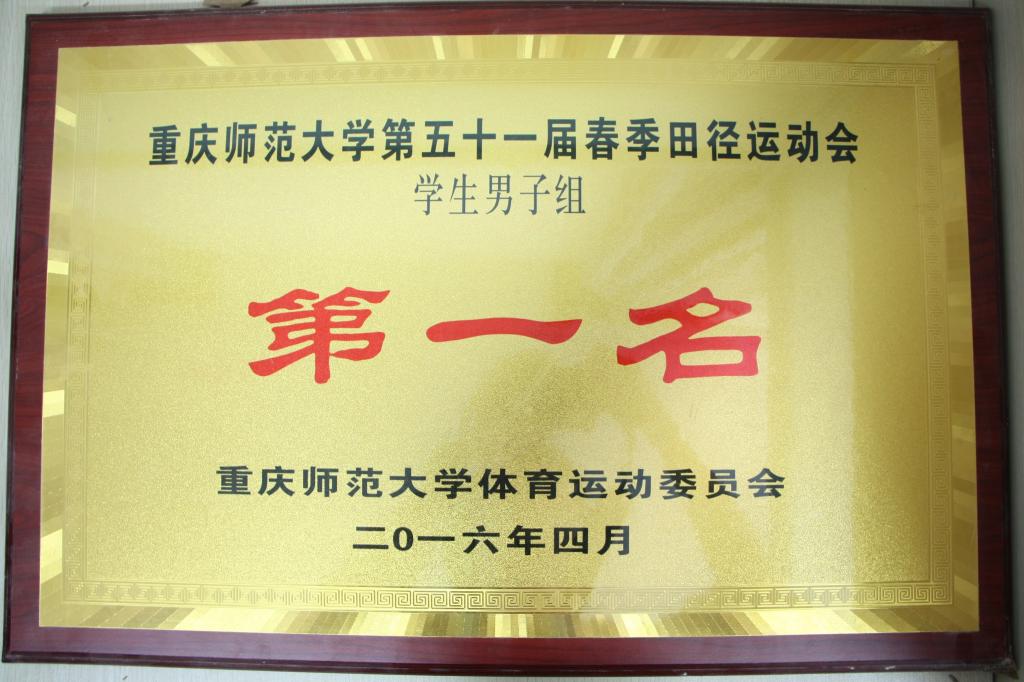 重庆师范大学第五十一届春季田径运动会
学生男子组
第一名
重庆师范大学体育运动委员会
二0一六年四月